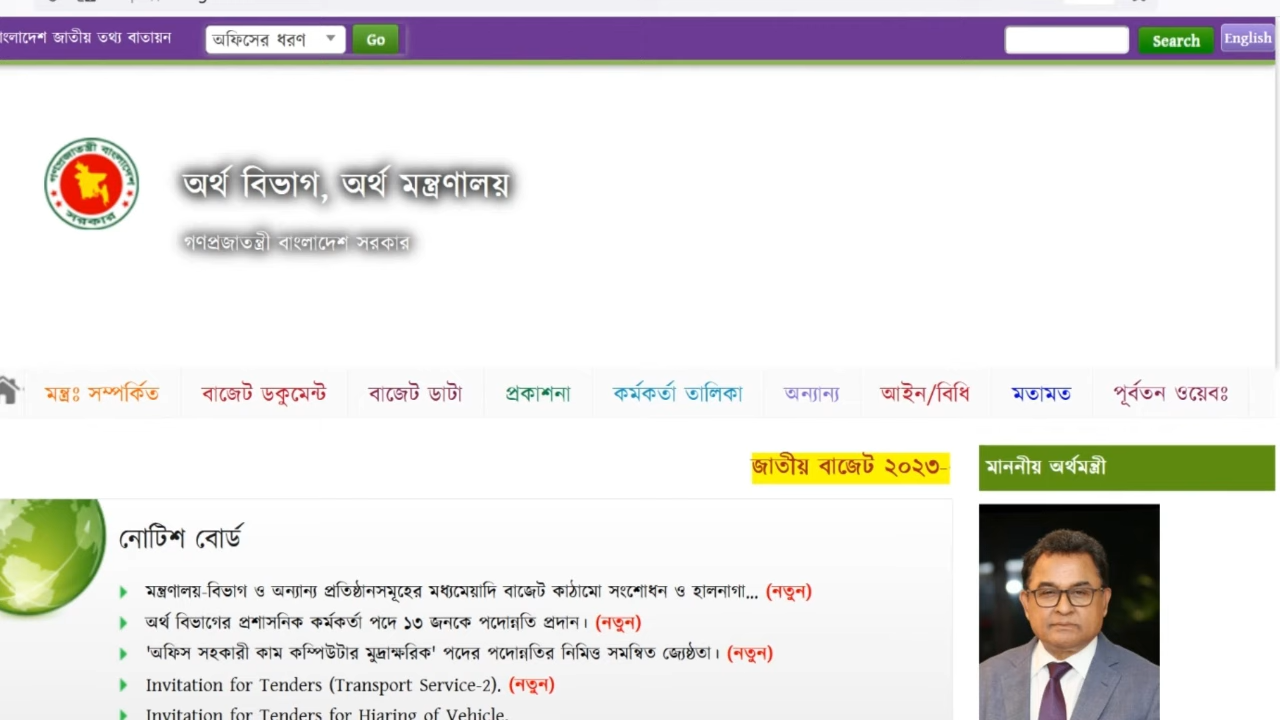 বাংলাদেশ জাতীয় তথ্য বাতায়ন
অফিসের ধরণ
Go
Search
English
গণপ্রজাতন্ত্রী বাংলাদেশ
সরকার
অর্থ বিভাগ, অর্থ মন্ত্রণালয়
গণপ্রজাতন্ত্রী বাংলাদেশ সরকার
মন্ত্রঃ সম্পর্কিত
বাজেট ডকুমেন্ট
বাজেট ডাটা
প্রকাশনা
কর্মকর্তা তালিকা
অন্যান্য
আইন/বিধি
মতামত
পূর্বতন ওয়েবঃ
জাতীয় বাজেট ২০২৩-
মাননীয় অর্থমন্ত্রী
নোটিশ বোর্ড
মন্ত্রণালয়-বিভাগ ও অন্যান্য প্রতিষ্ঠানসমূহের মধ্যমেয়াদি বাজেট কাঠামো সংশোধন ও হালনাগা... (নতুন)
অর্থ বিভাগের প্রশাসনিক কর্মকর্তা পদে ১৩ জনকে পদোন্নতি প্রদান। (নতুন)
'অফিস সহকারী কাম কম্পিউটার মুদ্রাক্ষরিক' পদের পদোন্নতির নিমিত্ত সমন্বিত জ্যেষ্ঠতা। (নতুন)
Invitation for Tenders (Transport Service-2). (নতুন)
Invitation for Tenders for Hiaring of Vehicle.